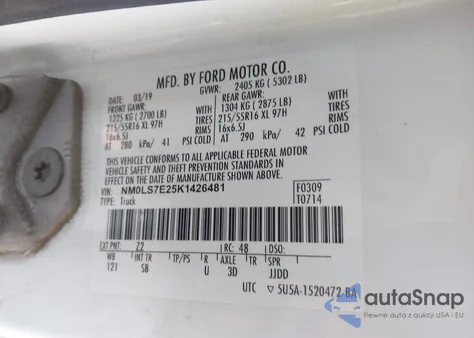 MFD. BY FORD MOTOR CO.
DATE: 03/19 GVWR: 2405 KG ( 5302 LB)
FRONT GAWR: REAR GAWR:
1225 KG ( 2700 LB) WITH 1304 KG ( 2875 LB) WITH
215/55R16 XL 97H TIRES 215/55R16 XL 97H TIRES
16x6.5J RIMS 16x6.5J RIMS
AT 280 kPa/ 41 PSI COLD AT 290 kPa/ 42 PSI COLD
THIS VEHICLE CONFORMS TO ALL APPLICABLE FEDERAL MOTOR
VEHICLE SAFETY AND THEFT PREVENTION STANDARDS IN
EFFECT ON THE DATE OF MANUFACTURE SHOWN ABOVE.
VIN: NM0LS7E25K1426481 F0309
TYPE: Truck T0714
EXT PNT: Z2 RC: 48 DSO:
WB INT TR TP/PS R AXLE TR SPR
121 SB U 3D JJDD
UTC ▽ 5U5A-1520472-BA
autoSnap
Pewne auta z aukcji USA - EU